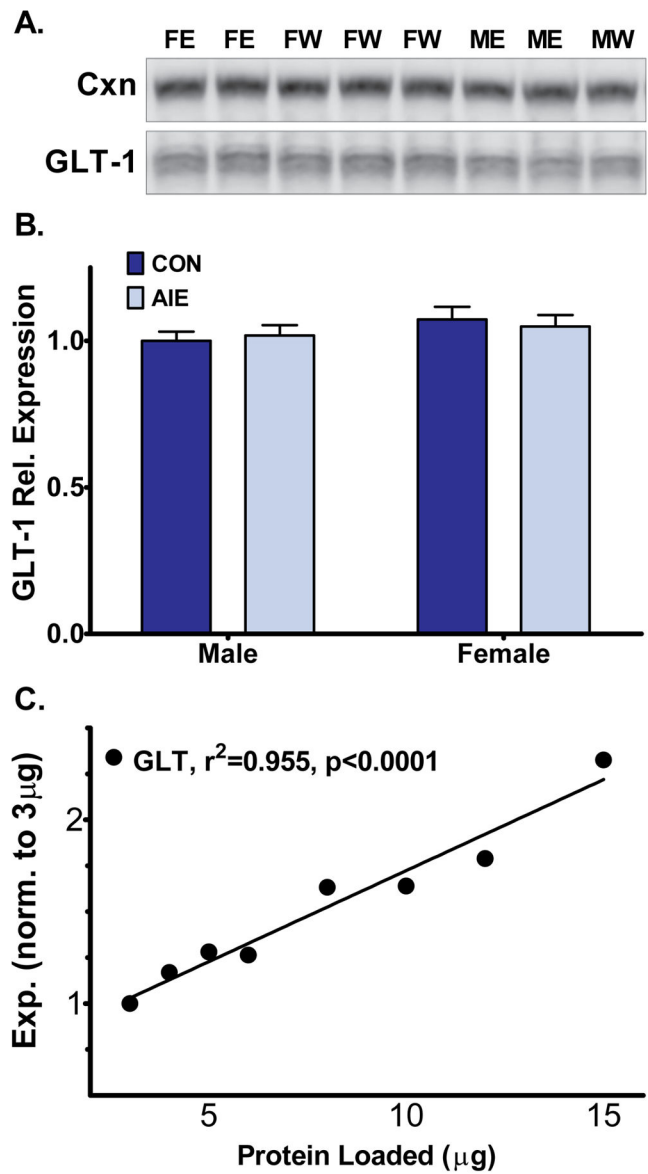 A.
FE FE FW FW FW ME ME MW
Cxn
GLT-1
B.
CON
AIE
GLT-1 Rel. Expression
1.0
0.5
0.0
Male Female
C.
GLT, r²=0.955, p<0.0001
Exp. (norm. to 3µg)
2
1
5 10 15
Protein Loaded (µg)